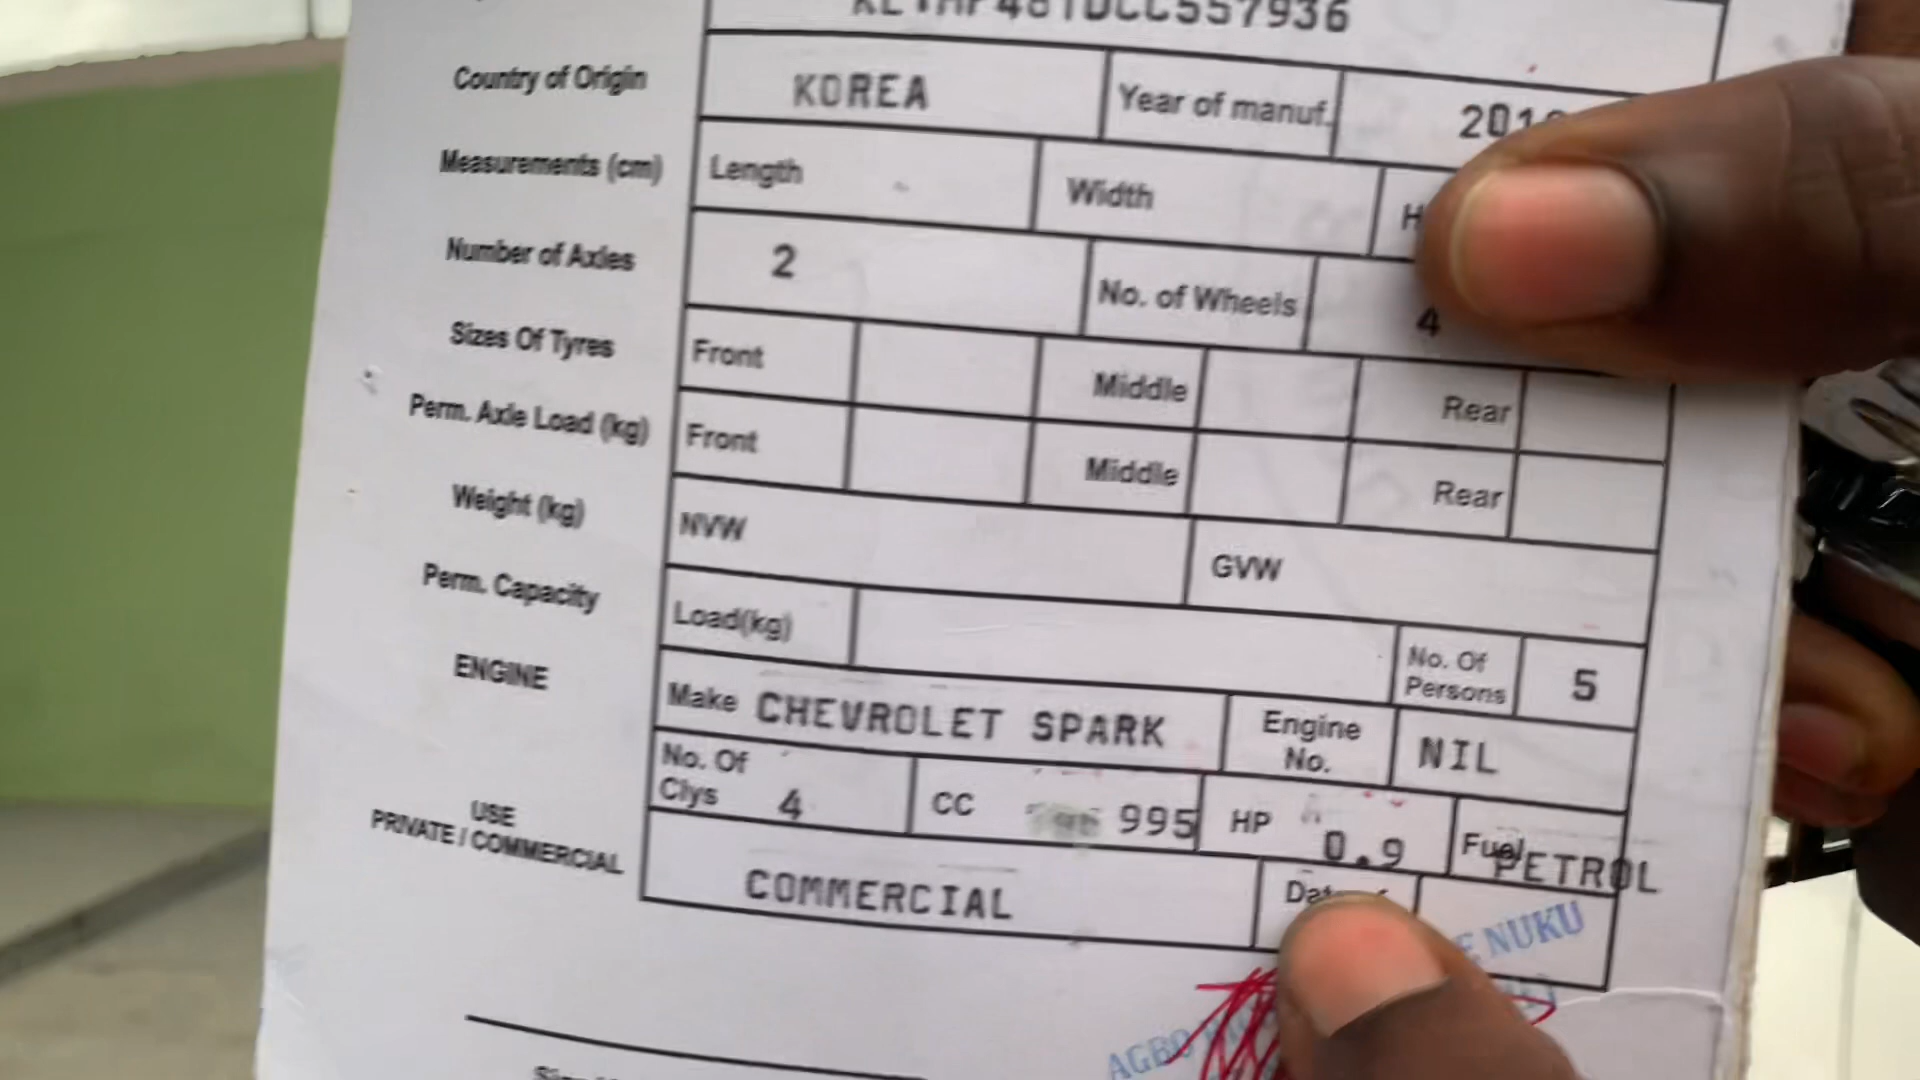 557936
Country of Origin KOREA Year of manuf. 201
Measurements (cm) Length Width H
Number of Axles 2 No. of Wheels 4
Sizes Of Tyres Front Middle Rear
Perm. Axle Load (kg) Front Middle Rear
Weight (kg) NVW GVW
Perm. Capacity Load(kg) No. Of Persons 5
ENGINE Make CHEVROLET SPARK Engine No. NIL
No. Of Clys 4 CC 995 HP 0.9 Fuel PETROL
USE
PRIVATE / COMMERCIAL COMMERCIAL
NUKU
AGBO